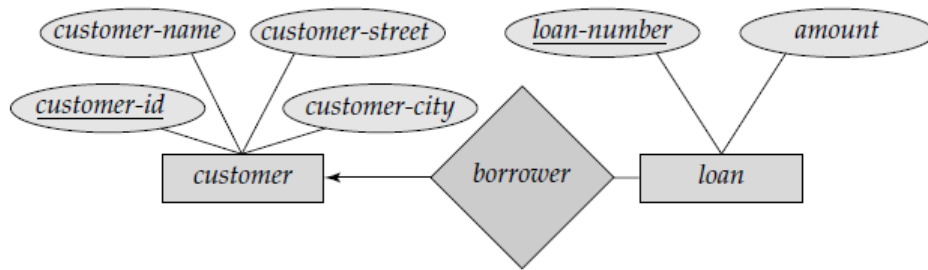 customer-name
customer-street
loan-number
amount
customer-id
customer-city
customer
borrower
loan